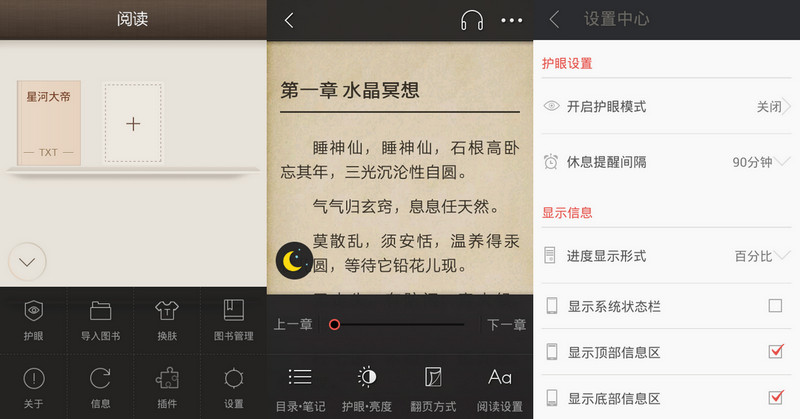 阅读
星河大帝
TXT
护眼
导入图书
换肤
图书管理
关于
信息
插件
设置
第一章 水晶冥想
睡神仙，睡神仙，石根高卧
忘其年，三光沉沦性自圆。
气气归玄窍，息息任天然。
莫散乱，须安恬，温养得汞
圆，等待它铅花儿现。
上一章
下一章
目录•笔记
护眼•亮度
翻页方式
Aa
阅读设置
设置中心
护眼设置
开启护眼模式
关闭
休息提醒间隔
90分钟
显示信息
进度显示形式
百分比
显示系统状态栏
显示顶部信息区
显示底部信息区